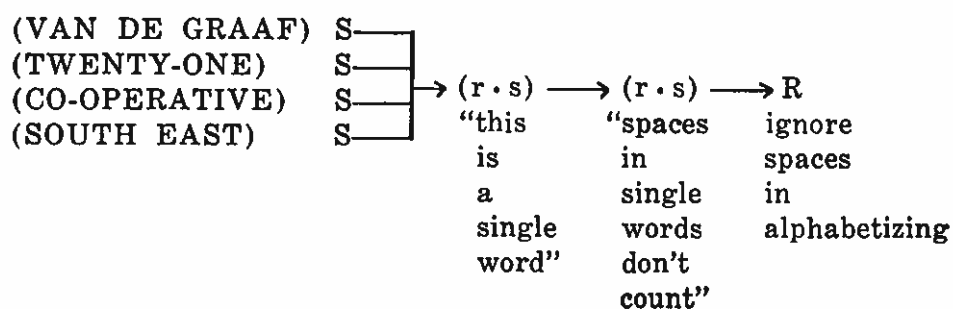 (VAN DE GRAAF) S
(TWENTY-ONE) S
(CO-OPERATIVE) S
(SOUTH EAST) S
→ (r · s) → (r · s) → R
“this “spaces ignore
is in spaces
a single in
single words alphabetizing
word” don't
count”